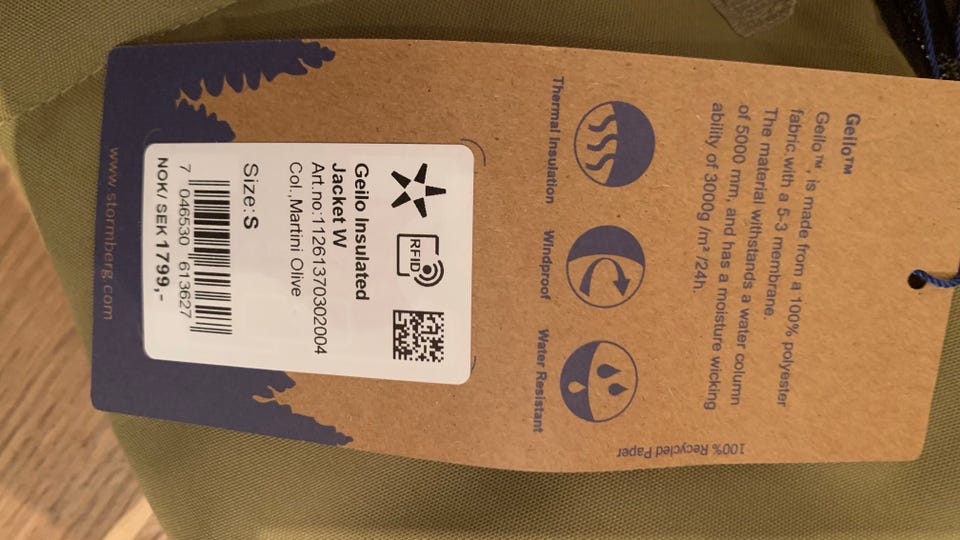 Geilo™
Geilo™, is made from a 100% polyester
fabric with a 5-3 membrane.
The material withstands a water column
of 5000 mm, and has a moisture wicking
ability of 3000g /m² /24h.
Thermal Insulation
Windproof
Water Resistant
100% Recycled Paper
RFID
Geilo Insulated
Jacket W
Art.no:11261370302004
Col.,Martini Olive
Size:S
7 046530 613627
NOK/ SEK 1799,-
www.stormberg.com